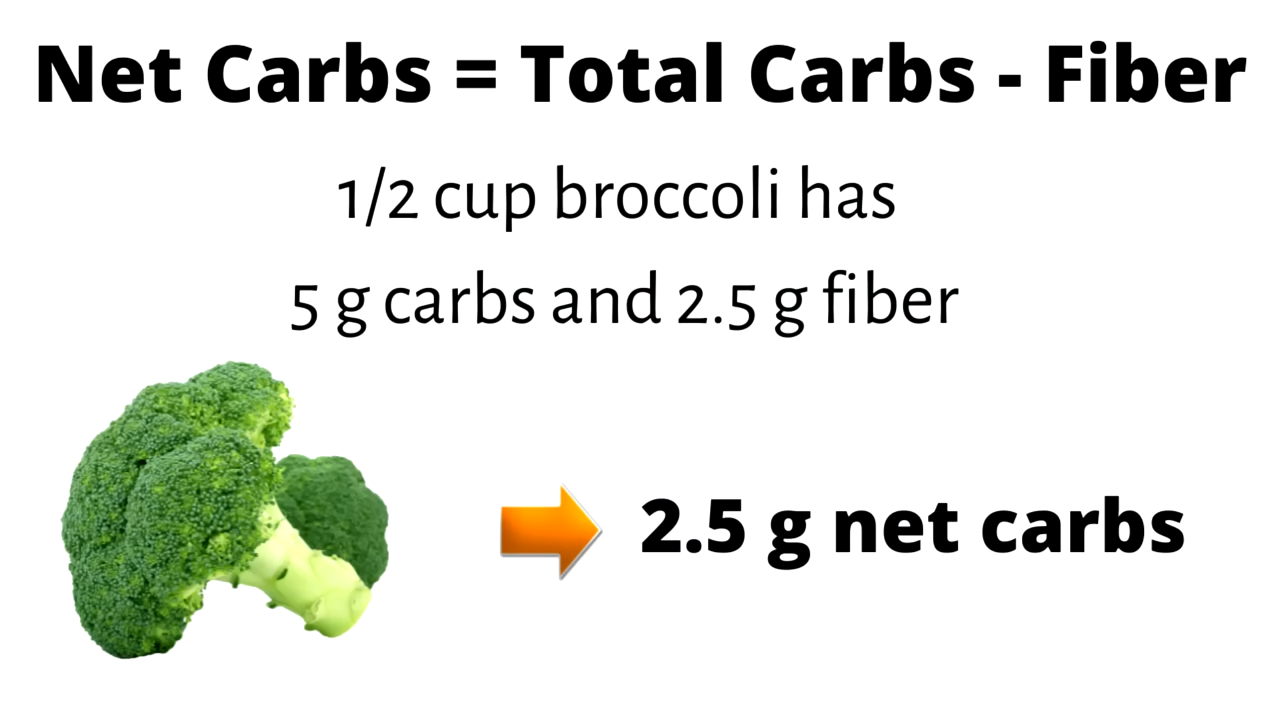 Net Carbs = Total Carbs - Fiber
1/2 cup broccoli has
5 g carbs and 2.5 g fiber
2.5 g net carbs